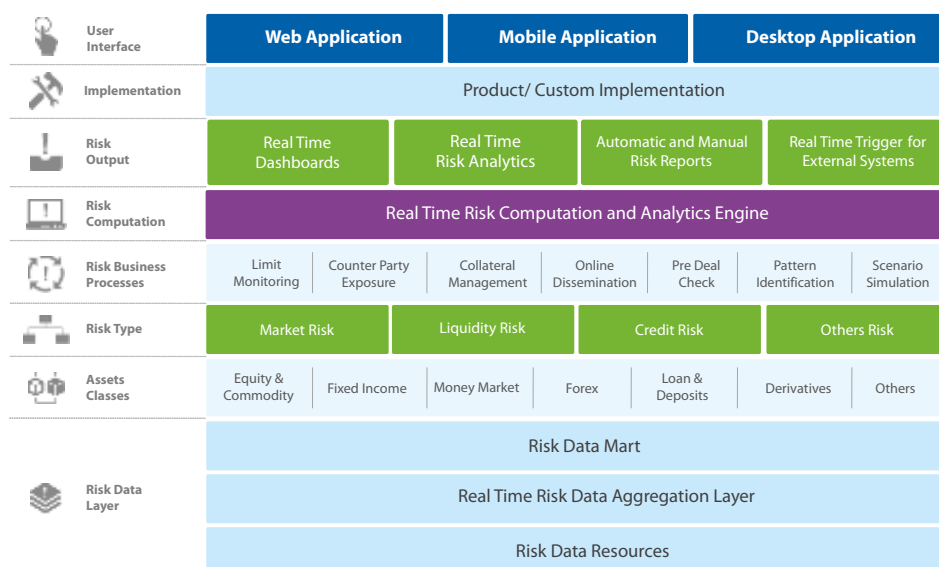 User
Interface
Web Application
Mobile Application
Desktop Application
Implementation
Product/ Custom Implementation
Risk
Output
Real Time
Dashboards
Real Time
Risk Analytics
Automatic and Manual
Risk Reports
Real Time Trigger for
External Systems
Risk
Computation
Real Time Risk Computation and Analytics Engine
Risk Business
Processes
Limit
Monitoring
Counter Party
Exposure
Collateral
Management
Online
Dissemination
Pre Deal
Check
Pattern
Identification
Scenario
Simulation
Risk Type
Market Risk
Liquidity Risk
Credit Risk
Others Risk
Assets
Classes
Equity &
Commodity
Fixed Income
Money Market
Forex
Loan &
Deposits
Derivatives
Others
Risk Data
Layer
Risk Data Mart
Real Time Risk Data Aggregation Layer
Risk Data Resources